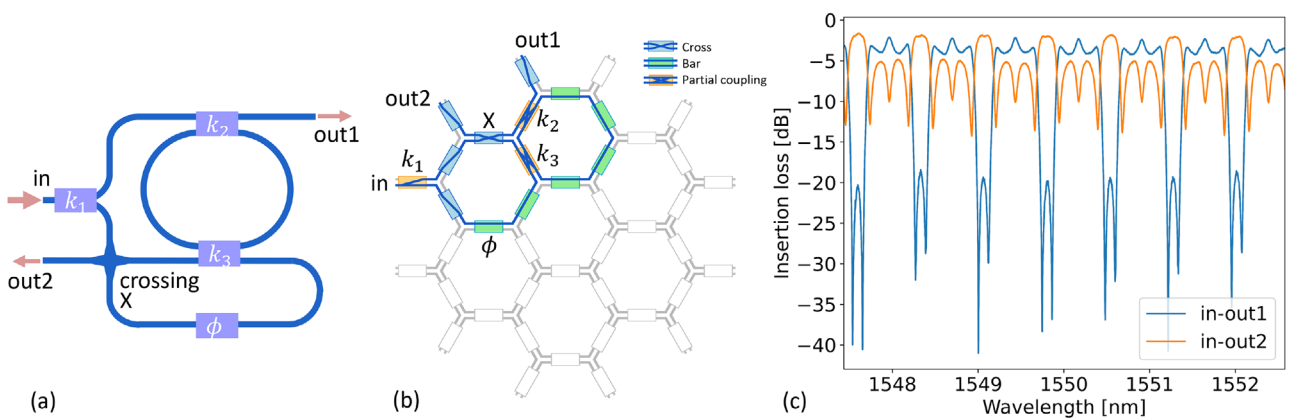 in
k₁
k₂
out1
k₃
out2
crossing
X
ϕ
(a)
out1
out2
X
k₂
k₁
k₃
in
ϕ
Cross
Bar
Partial coupling
(b)
0
−5
−10
−15
−20
−25
−30
−35
−40
Insertion loss [dB]
in-out1
in-out2
1548 1549 1550 1551 1552
Wavelength [nm]
(c)